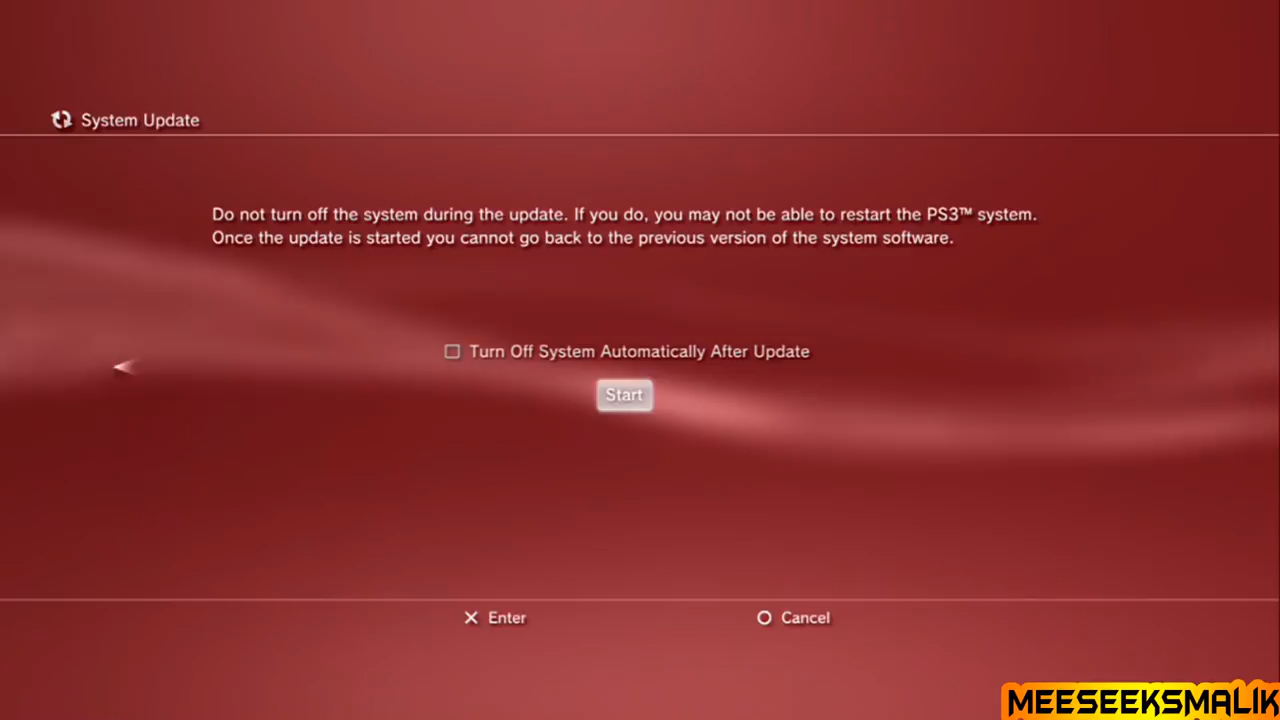 System Update
Do not turn off the system during the update. If you do, you may not be able to restart the PS3™ system.
Once the update is started you cannot go back to the previous version of the system software.
Turn Off System Automatically After Update
Start
Enter
Cancel
MEESEEKSMALIK